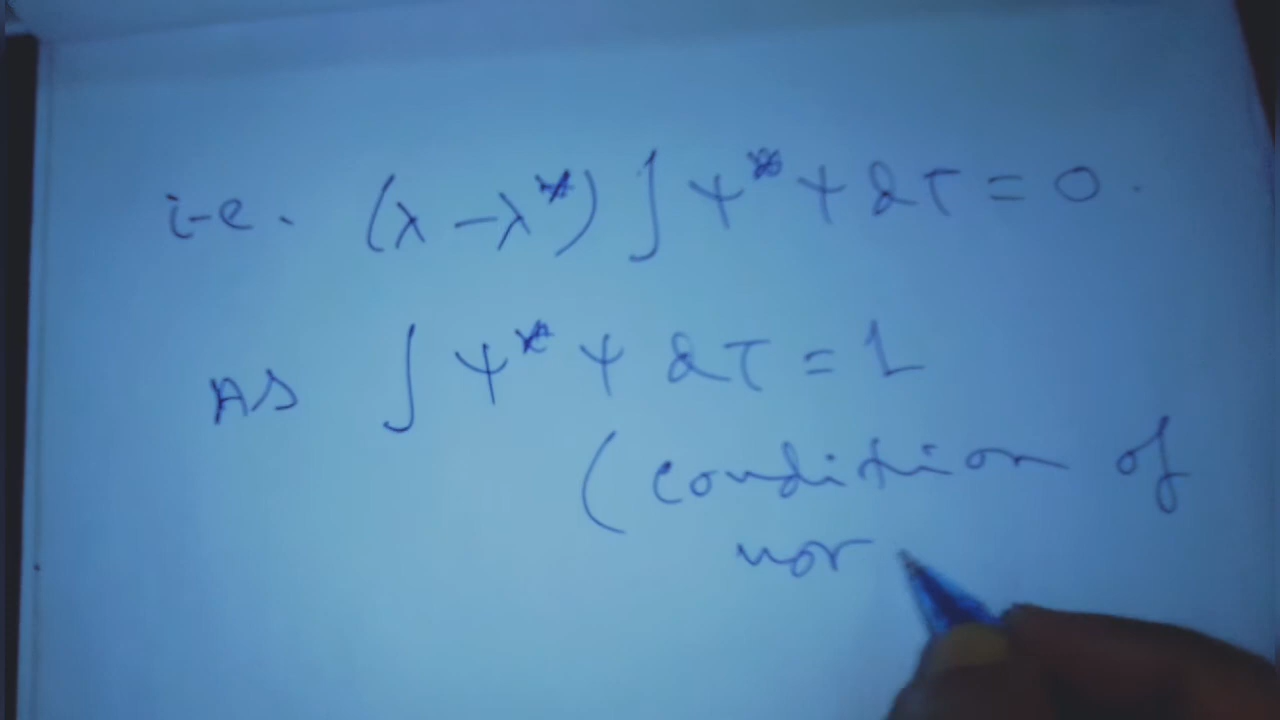 i.e. (λ - λ*) ∫ ψ* ψ dτ = 0.
As ∫ ψ* ψ dτ = 1
(condition of
nor